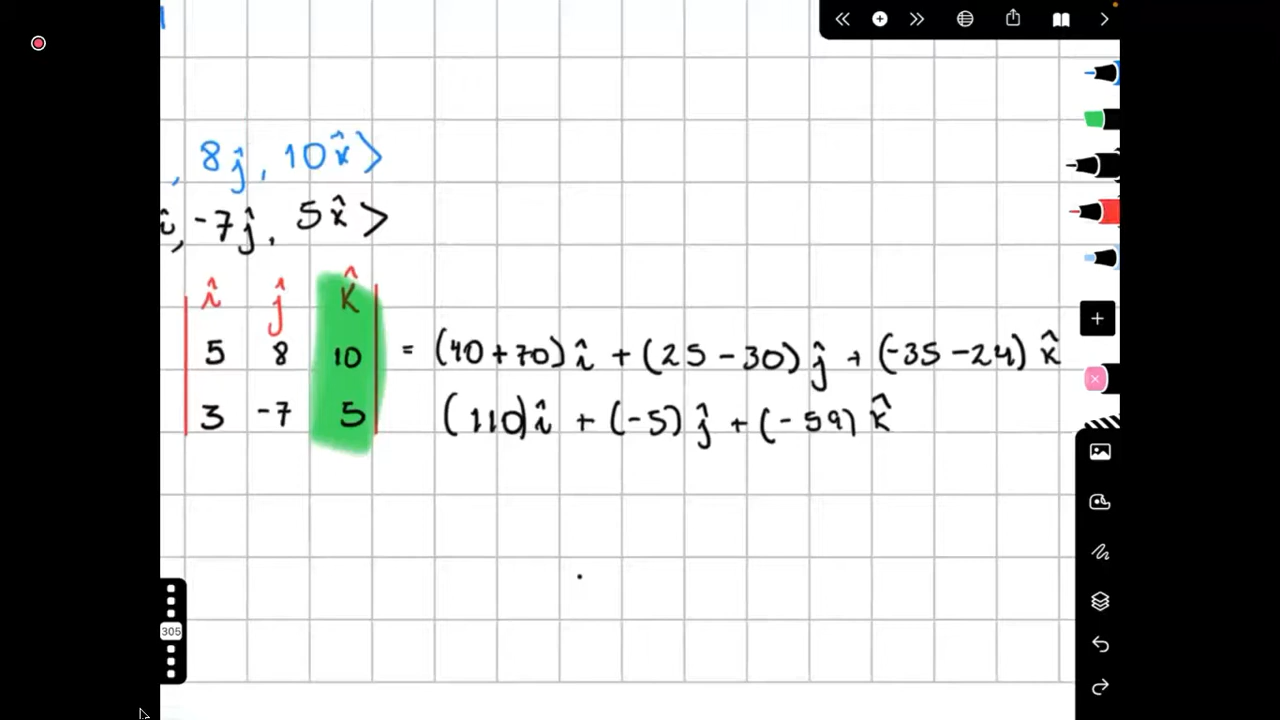 , 8ĵ, 10k̂>
î, -7ĵ, 5k̂>
î ĵ k̂
5 8 10 = (40+70)î + (25-30)ĵ + (-35-24)k̂
3 -7 5 (110)î + (-5)ĵ + (-59)k̂
305